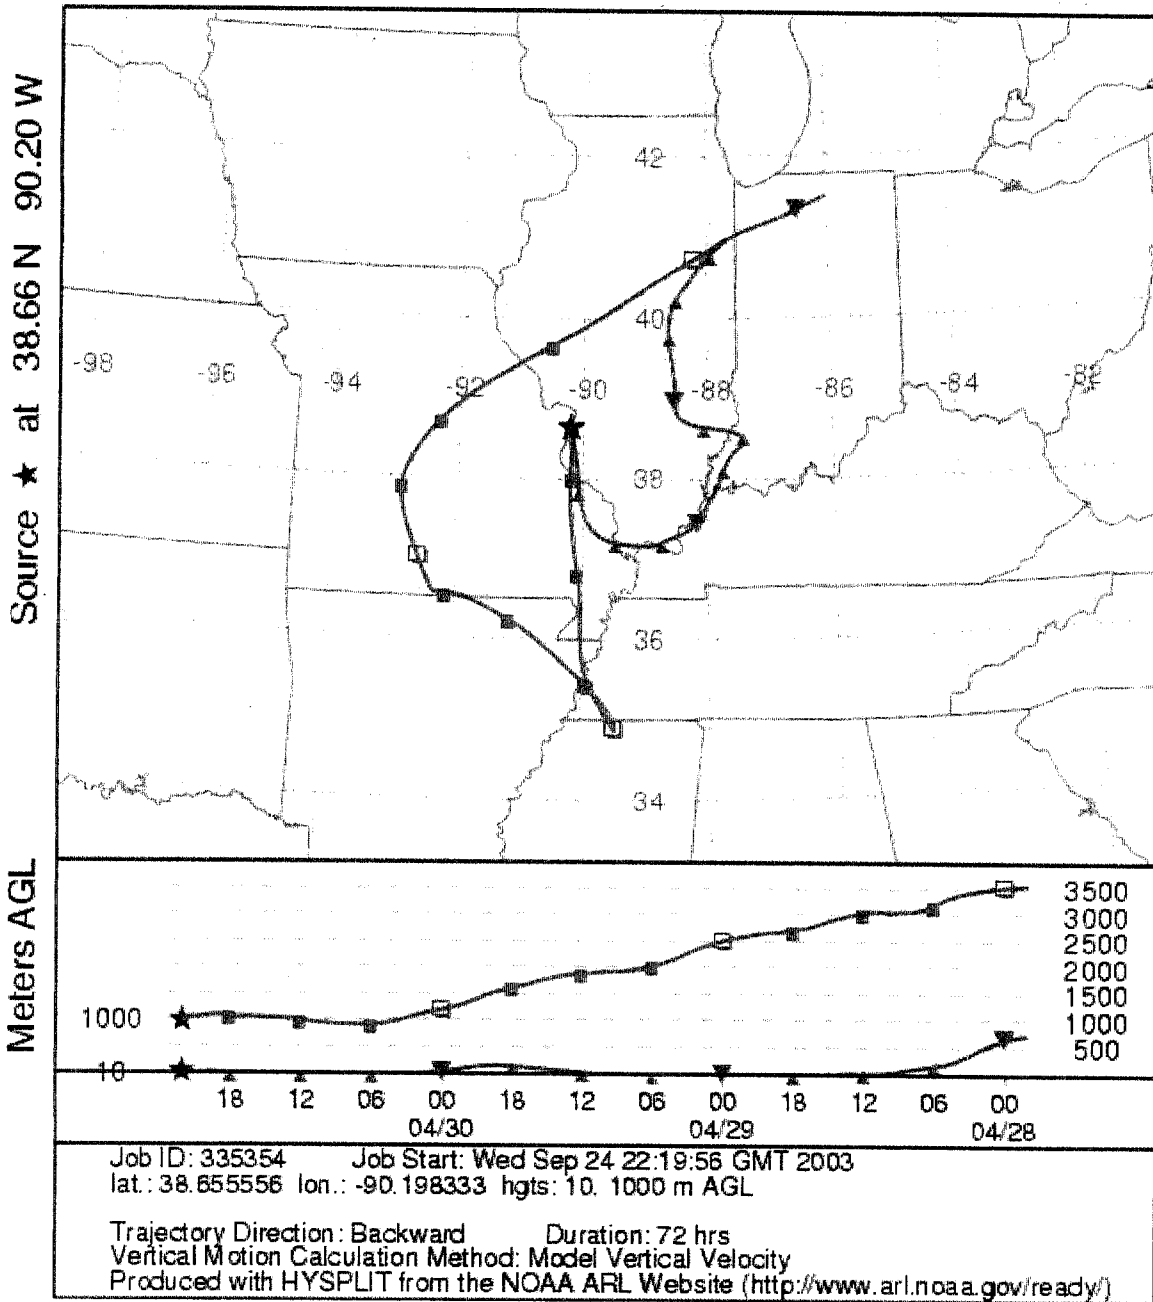 Source ★ at 38.66 N 90.20 W
42
40
-98 -96 -94 -92 -90 -88 -86 -84 -82
38
36
34
Meters AGL
3500
3000
2500
2000
1500
1000 1000
500
10
18 12 06 00 18 12 06 00 18 12 06 00
04/30 04/29 04/28
Job ID: 335354 Job Start: Wed Sep 24 22:19:56 GMT 2003
lat.: 38.655556 lon.: -90.198333 hgts: 10. 1000 m AGL
Trajectory Direction: Backward Duration: 72 hrs
Vertical Motion Calculation Method: Model Vertical Velocity
Produced with HYSPLIT from the NOAA ARL Website (http://www.arl.noaa.gov/ready/)